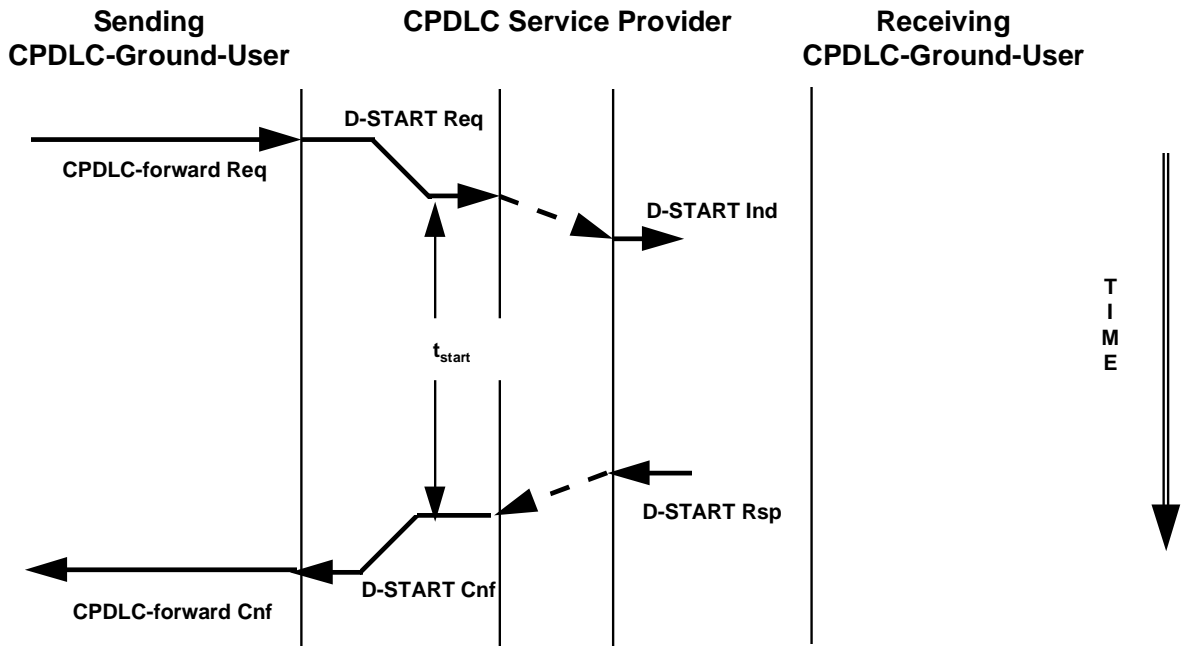 Sending
CPDLC-Ground-User
CPDLC Service Provider
Receiving
CPDLC-Ground-User
D-START Req
CPDLC-forward Req
D-START Ind
T
I
M
E
tstart
D-START Rsp
D-START Cnf
CPDLC-forward Cnf